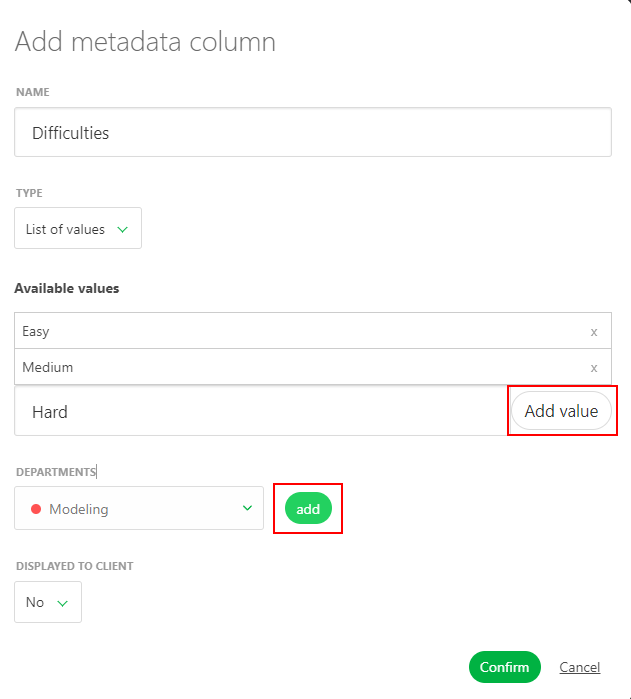 Add metadata column
NAME
Difficulties
TYPE
List of values
Available values
Easy x
Medium x
Hard Add value
DEPARTMENTS
Modeling add
DISPLAYED TO CLIENT
No
Confirm Cancel